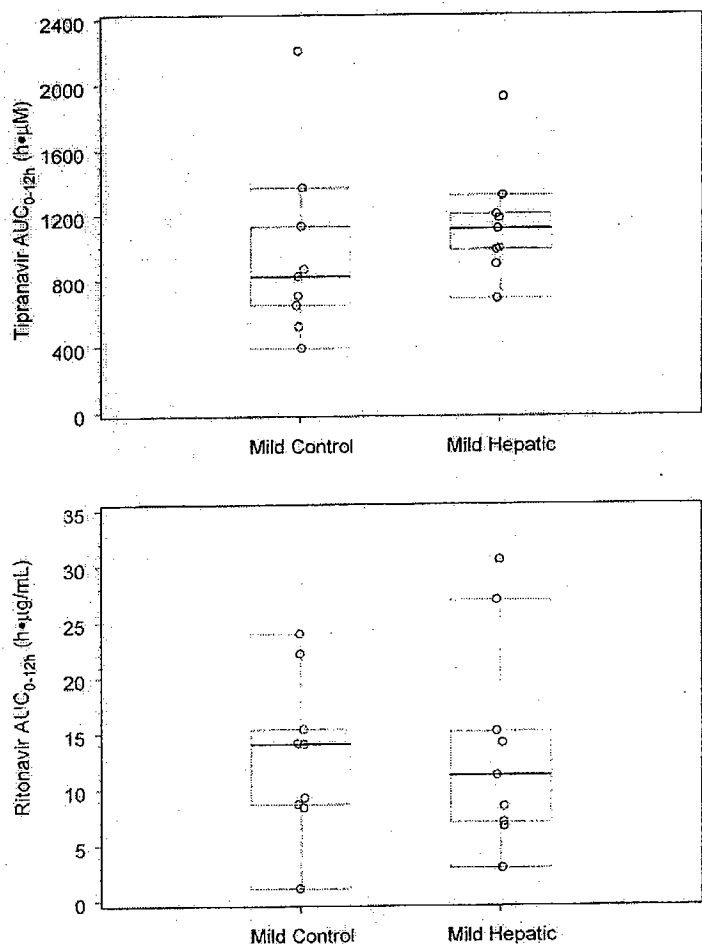 Tipranavir AUC0-12h (h•µM)
2400
2000
1600
1200
800
400
0
Mild Control
Mild Hepatic
Ritonavir AUC0-12h (h•µg/mL)
35
30
25
20
15
10
5
0
Mild Control
Mild Hepatic